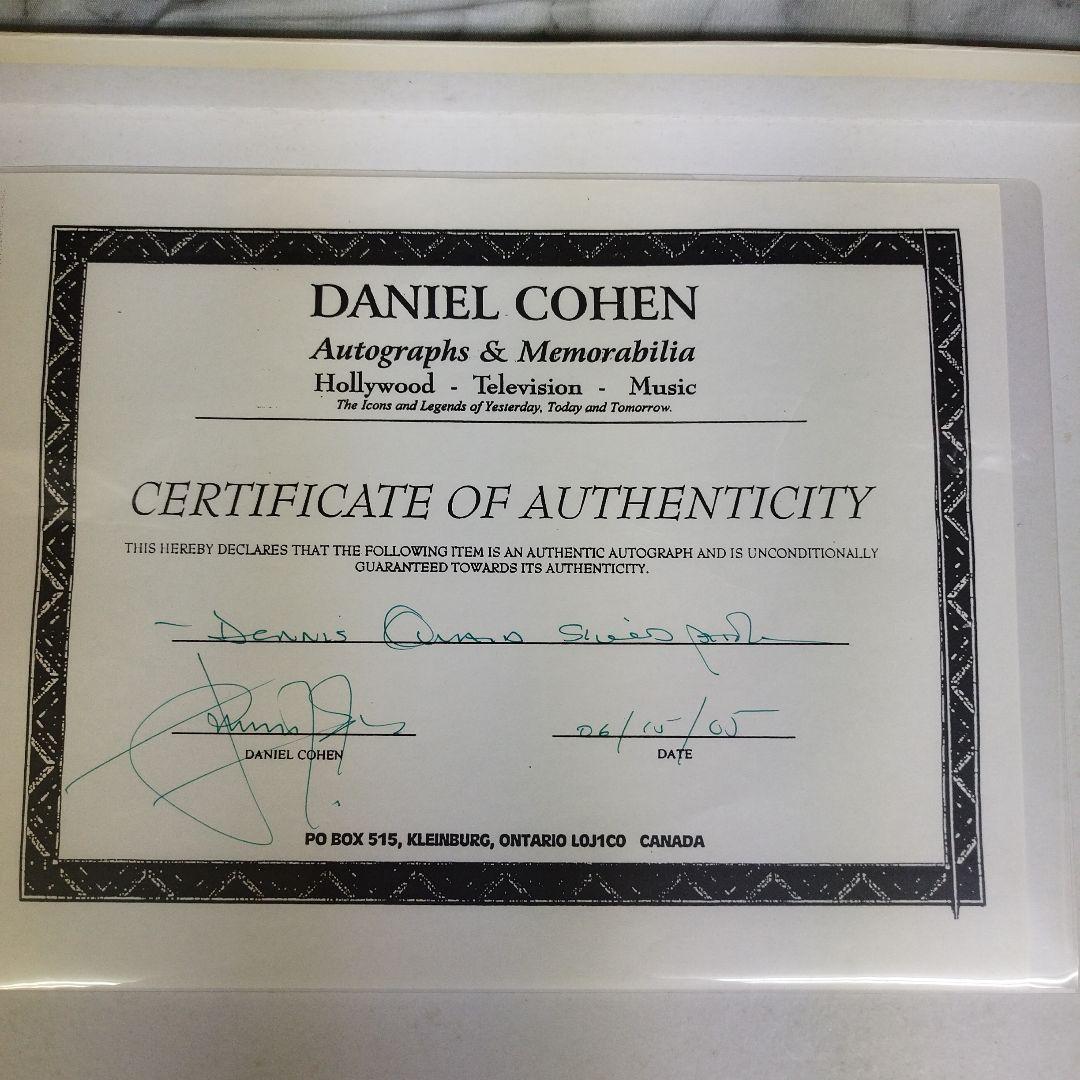 DANIEL COHEN
Autographs & Memorabilia
Hollywood - Television - Music
The Icons and Legends of Yesterday, Today and Tomorrow.
CERTIFICATE OF AUTHENTICITY
THIS HEREBY DECLARES THAT THE FOLLOWING ITEM IS AN AUTHENTIC AUTOGRAPH AND IS UNCONDITIONALLY
GUARANTEED TOWARDS ITS AUTHENTICITY.
- Dennis Quaid Signed
06/15/05
DANIEL COHEN DATE
PO BOX 515, KLEINBURG, ONTARIO L0J1C0 CANADA